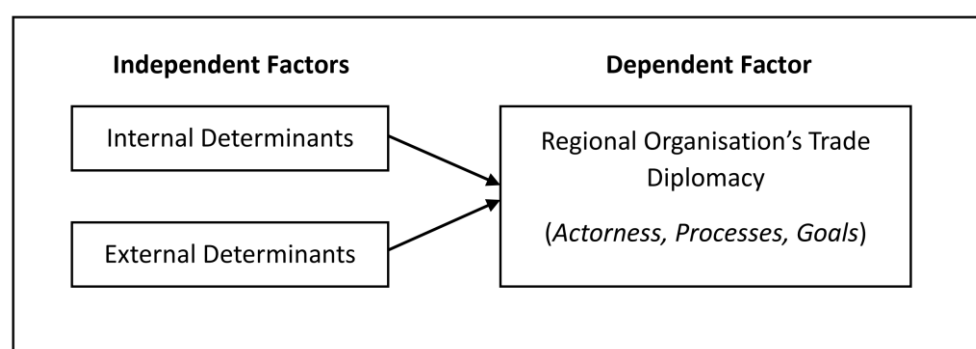 Independent Factors
Dependent Factor
Internal Determinants
External Determinants
Regional Organisation’s Trade
Diplomacy
(Actorness, Processes, Goals)